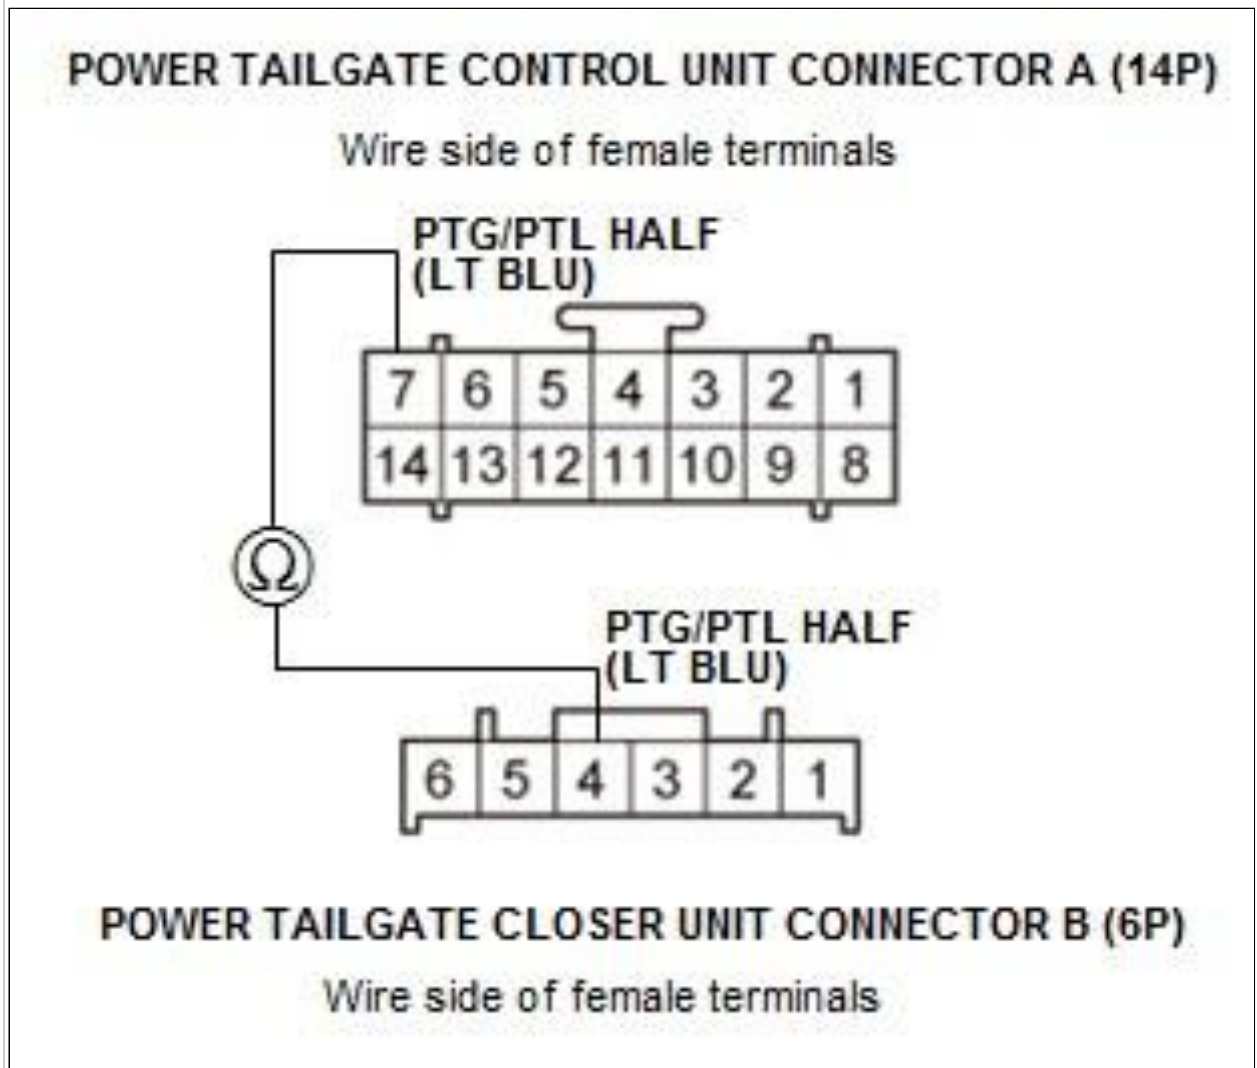 POWER TAILGATE CONTROL UNIT CONNECTOR A (14P)
Wire side of female terminals
PTG/PTL HALF
(LT BLU)
7 6 5 4 3 2 1
14 13 12 11 10 9 8
Ω
PTG/PTL HALF
(LT BLU)
6 5 4 3 2 1
POWER TAILGATE CLOSER UNIT CONNECTOR B (6P)
Wire side of female terminals